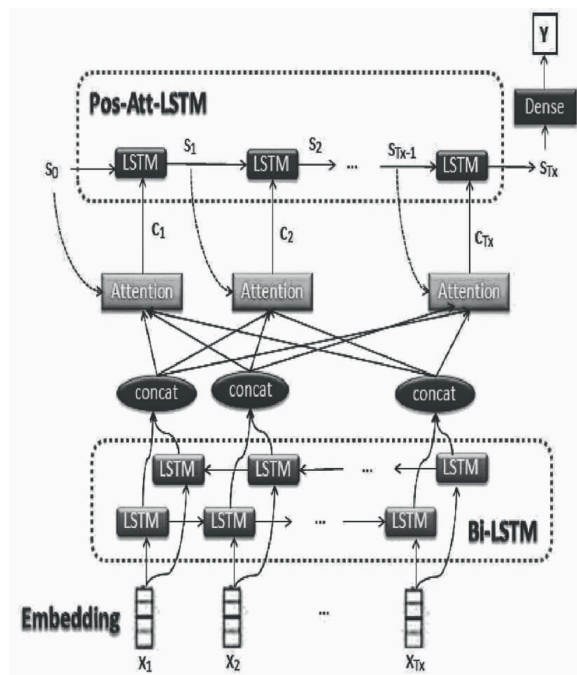 Y
Dense
Pos-Att-LSTM
S0 LSTM S1 LSTM S2 ... STx-1 LSTM STx
C1 C2 CTx
Attention Attention Attention
concat concat concat
LSTM LSTM ... LSTM
LSTM LSTM ... LSTM
Bi-LSTM
Embedding
...
X1 X2 XTx